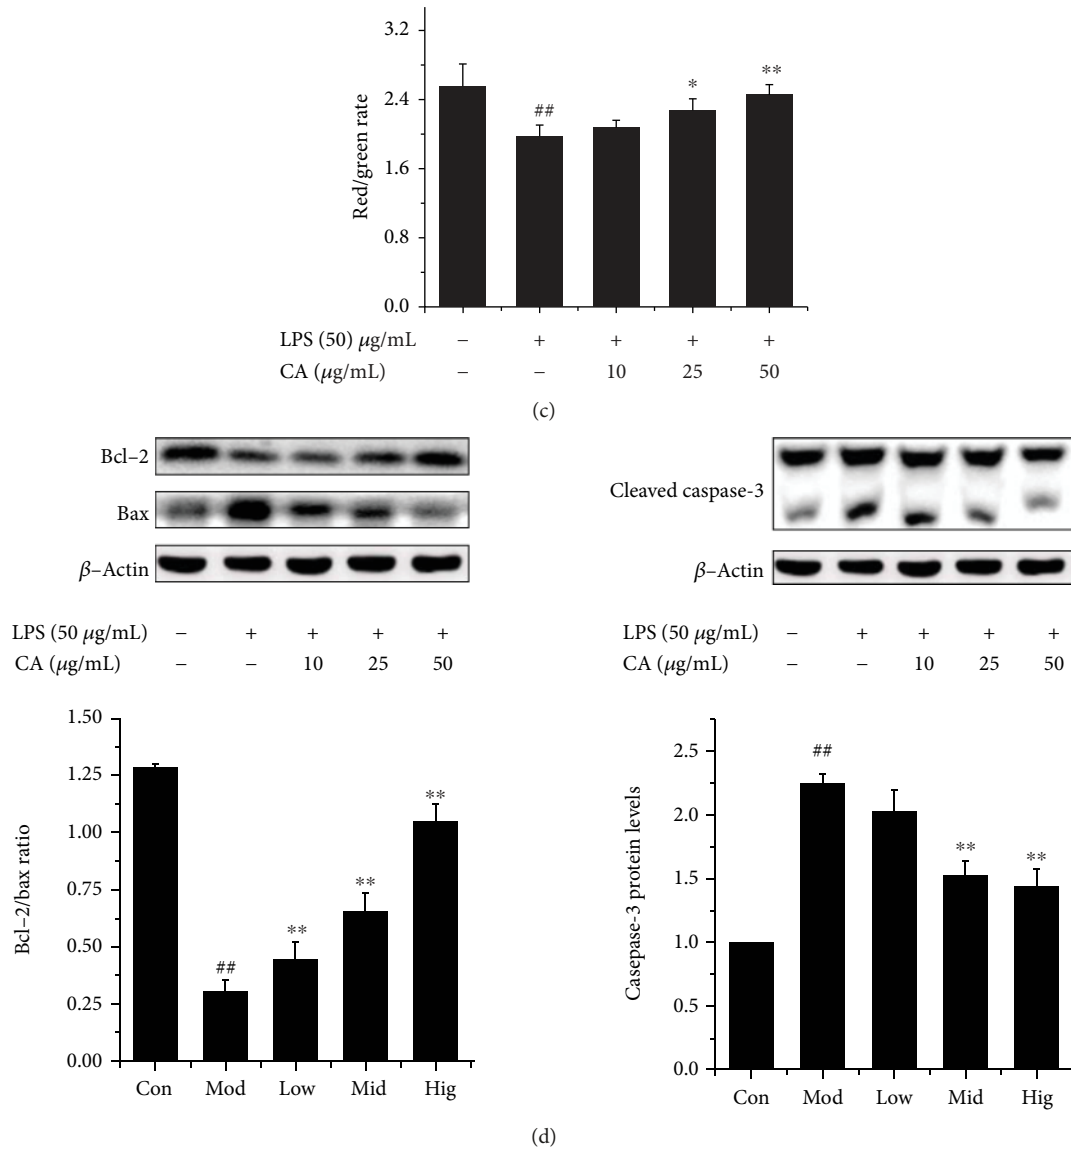 3.2
2.4
1.6
0.8
0.0
Red/green rate
##
*
**
LPS (50) μg/mL − + + + +
CA (μg/mL) − − 10 25 50
(c)
Bcl–2
Bax
β–Actin
LPS (50 μg/mL) − + + + +
CA (μg/mL) − − 10 25 50
Cleaved caspase-3
β–Actin
LPS (50 μg/mL) − + + + +
CA (μg/mL) − − 10 25 50
1.50
1.25
1.00
0.75
0.50
0.25
0.00
Bcl–2/bax ratio
##
**
**
**
Con Mod Low Mid Hig
2.5
2.0
1.5
1.0
0.5
0.0
Casepase-3 protein levels
##
**
**
Con Mod Low Mid Hig
(d)